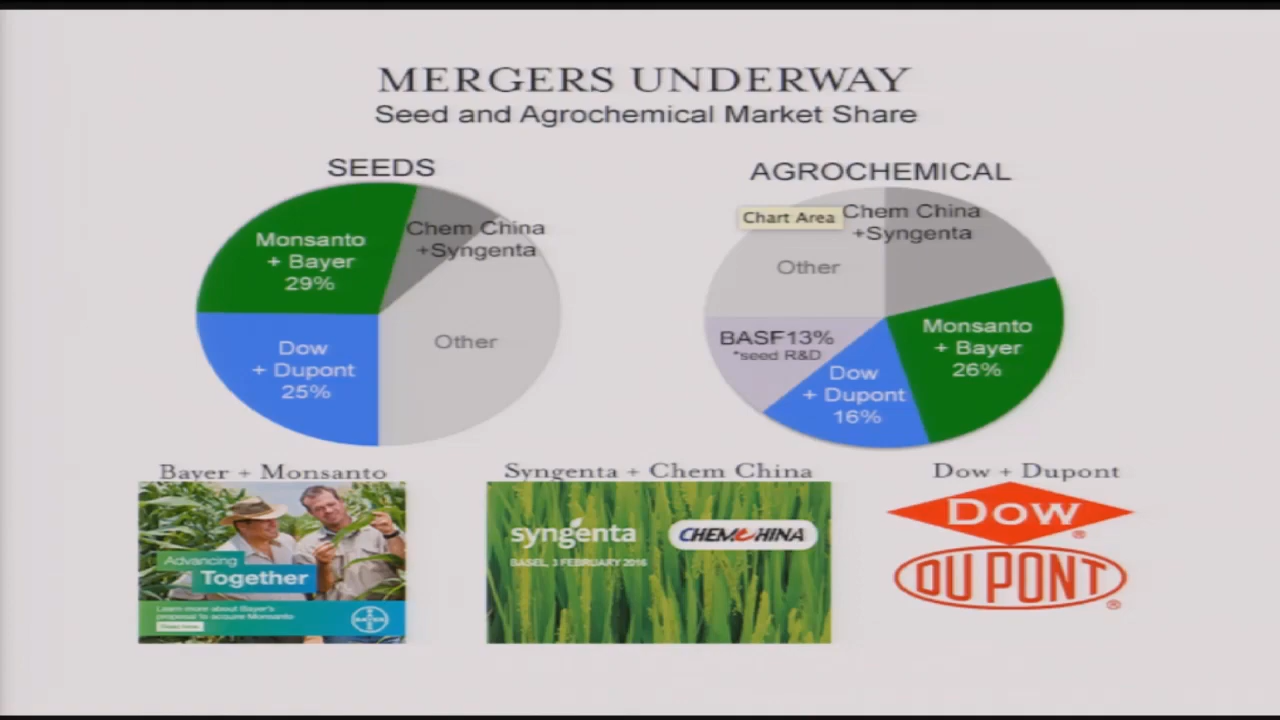 MERGERS UNDERWAY
Seed and Agrochemical Market Share
SEEDS
Monsanto
+ Bayer
29%
Chem China
+Syngenta
Dow
+ Dupont
25%
Other
AGROCHEMICAL
Chart Area
Chem China
+Syngenta
Other
BASF13%
*seed R&D
Monsanto
+ Bayer
26%
Dow
+ Dupont
16%
Bayer + Monsanto
Advancing
Together
Learn more about Bayer's
proposal to acquire Monsanto
BAYER
Syngenta + Chem China
syngenta
CHEMCHINA
BASEL, 3 FEBRUARY 2016
Dow + Dupont
Dow
®
DU PONT
®